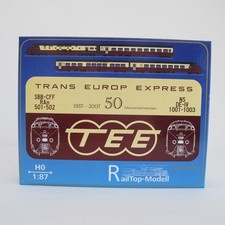 TRANS EUROP EXPRESS
SBB-CFF
RAe
501-502
1957-2007 50
NS
DE-IV
1001-1003
TEE
H0
1:87
RailTop-Modell